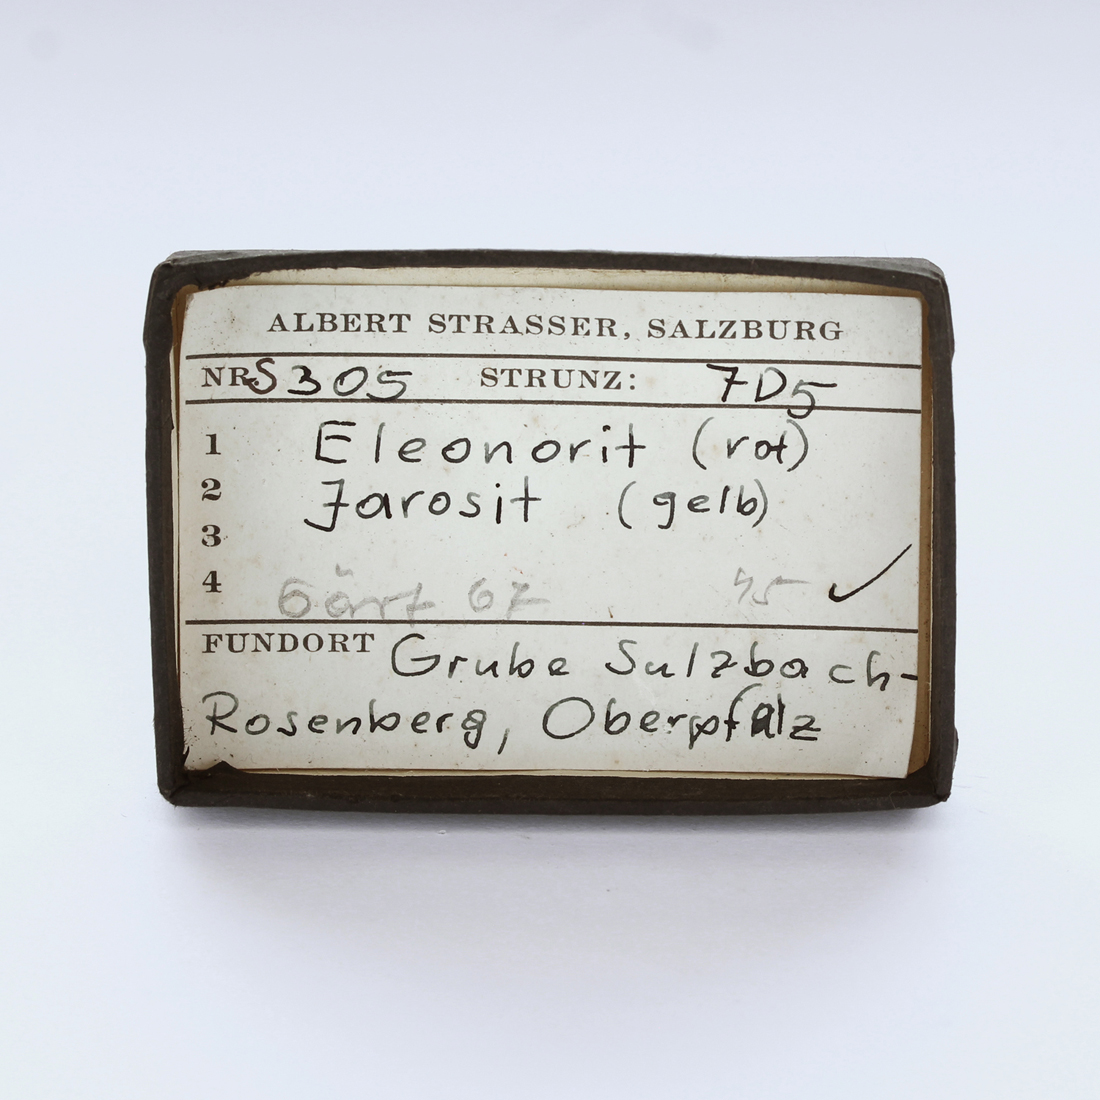 ALBERT STRASSER, SALZBURG
NR. S305 STRUNZ: 7D5
1 Eleonorit (rot)
2 Jarosit (gelb)
3
4 67 ✓
FUNDORT Grube Sulzbach-
Rosenberg, Oberpfalz